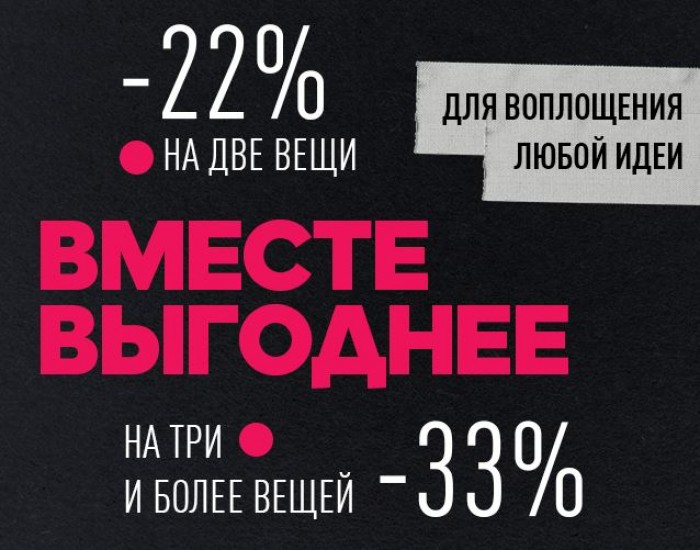 -22%
НА ДВЕ ВЕЩИ
ДЛЯ ВОПЛОЩЕНИЯ
ЛЮБОЙ ИДЕИ
ВМЕСТЕ
ВЫГОДНЕЕ
НА ТРИ
И БОЛЕЕ ВЕЩЕЙ
-33%